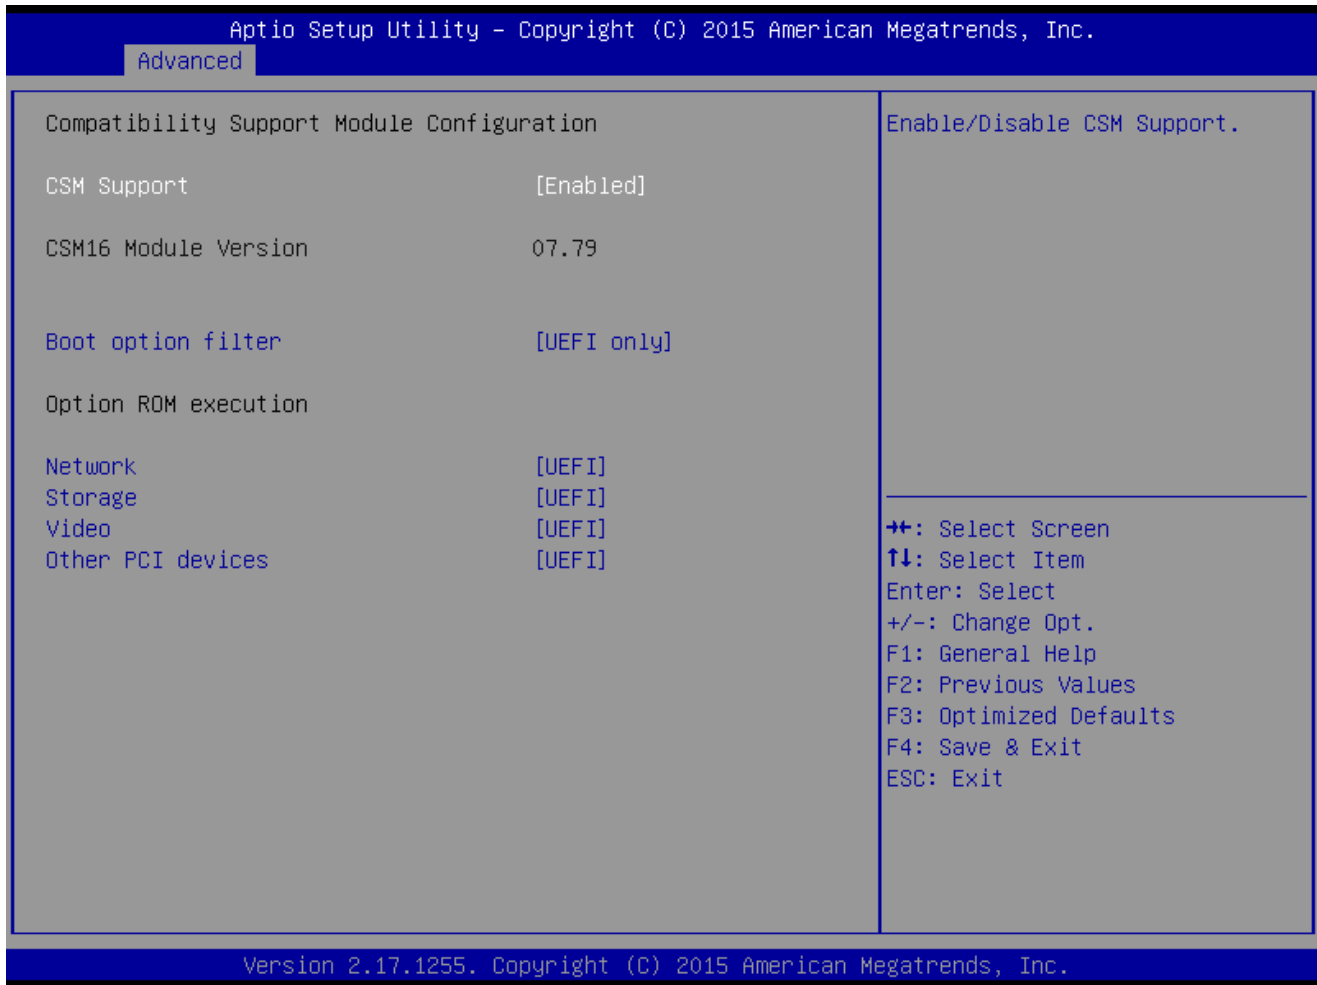 Aptio Setup Utility – Copyright (C) 2015 American Megatrends, Inc.
Advanced
Compatibility Support Module Configuration
CSM Support [Enabled]
CSM16 Module Version 07.79
Boot option filter [UEFI only]
Option ROM execution
Network [UEFI]
Storage [UEFI]
Video [UEFI]
Other PCI devices [UEFI]
Enable/Disable CSM Support.
→←: Select Screen
↑↓: Select Item
Enter: Select
+/-: Change Opt.
F1: General Help
F2: Previous Values
F3: Optimized Defaults
F4: Save & Exit
ESC: Exit
Version 2.17.1255. Copyright (C) 2015 American Megatrends, Inc.